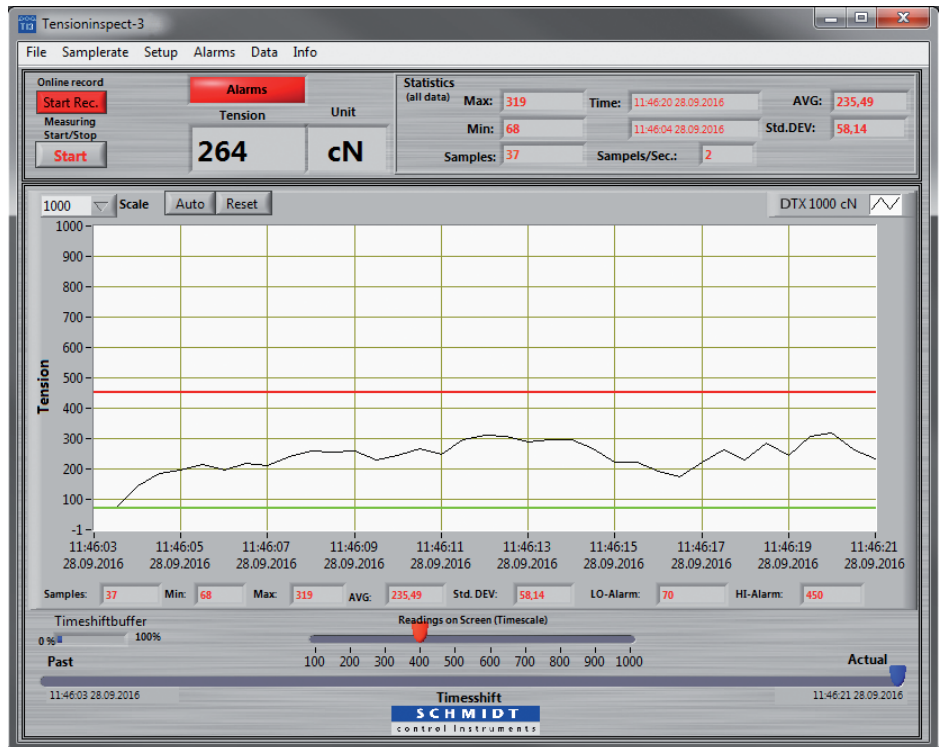 Tensioninspect-3
File Samplerate Setup Alarms Data Info
Online record
Start Rec.
Measuring
Start/Stop
Start
Alarms
Tension
Unit
264
cN
Statistics
(all data)
Max: 319
Time: 11:46:20 28.09.2016
AVG: 235,49
Min: 68
11:46:04 28.09.2016
Std.DEV: 58,14
Samples: 37
Sampels/Sec.: 2
1000 Scale Auto Reset
DTX 1000 cN
Tension
1000
900
800
700
600
500
400
300
200
100
-1
11:46:03 11:46:05 11:46:07 11:46:09 11:46:11 11:46:13 11:46:15 11:46:17 11:46:19 11:46:21
28.09.2016 28.09.2016 28.09.2016 28.09.2016 28.09.2016 28.09.2016 28.09.2016 28.09.2016 28.09.2016 28.09.2016
Samples: 37 Min: 68 Max: 319 AVG: 235,49 Std. DEV: 58,14 LO-Alarm: 70 HI-Alarm: 450
Timeshiftbuffer
0 % 100%
Readings on Screen (Timescale)
100 200 300 400 500 600 700 800 900 1000
Past
Actual
11:46:03 28.09.2016
Timesshift
11:46:21 28.09.2016
SCHMIDT
control instruments